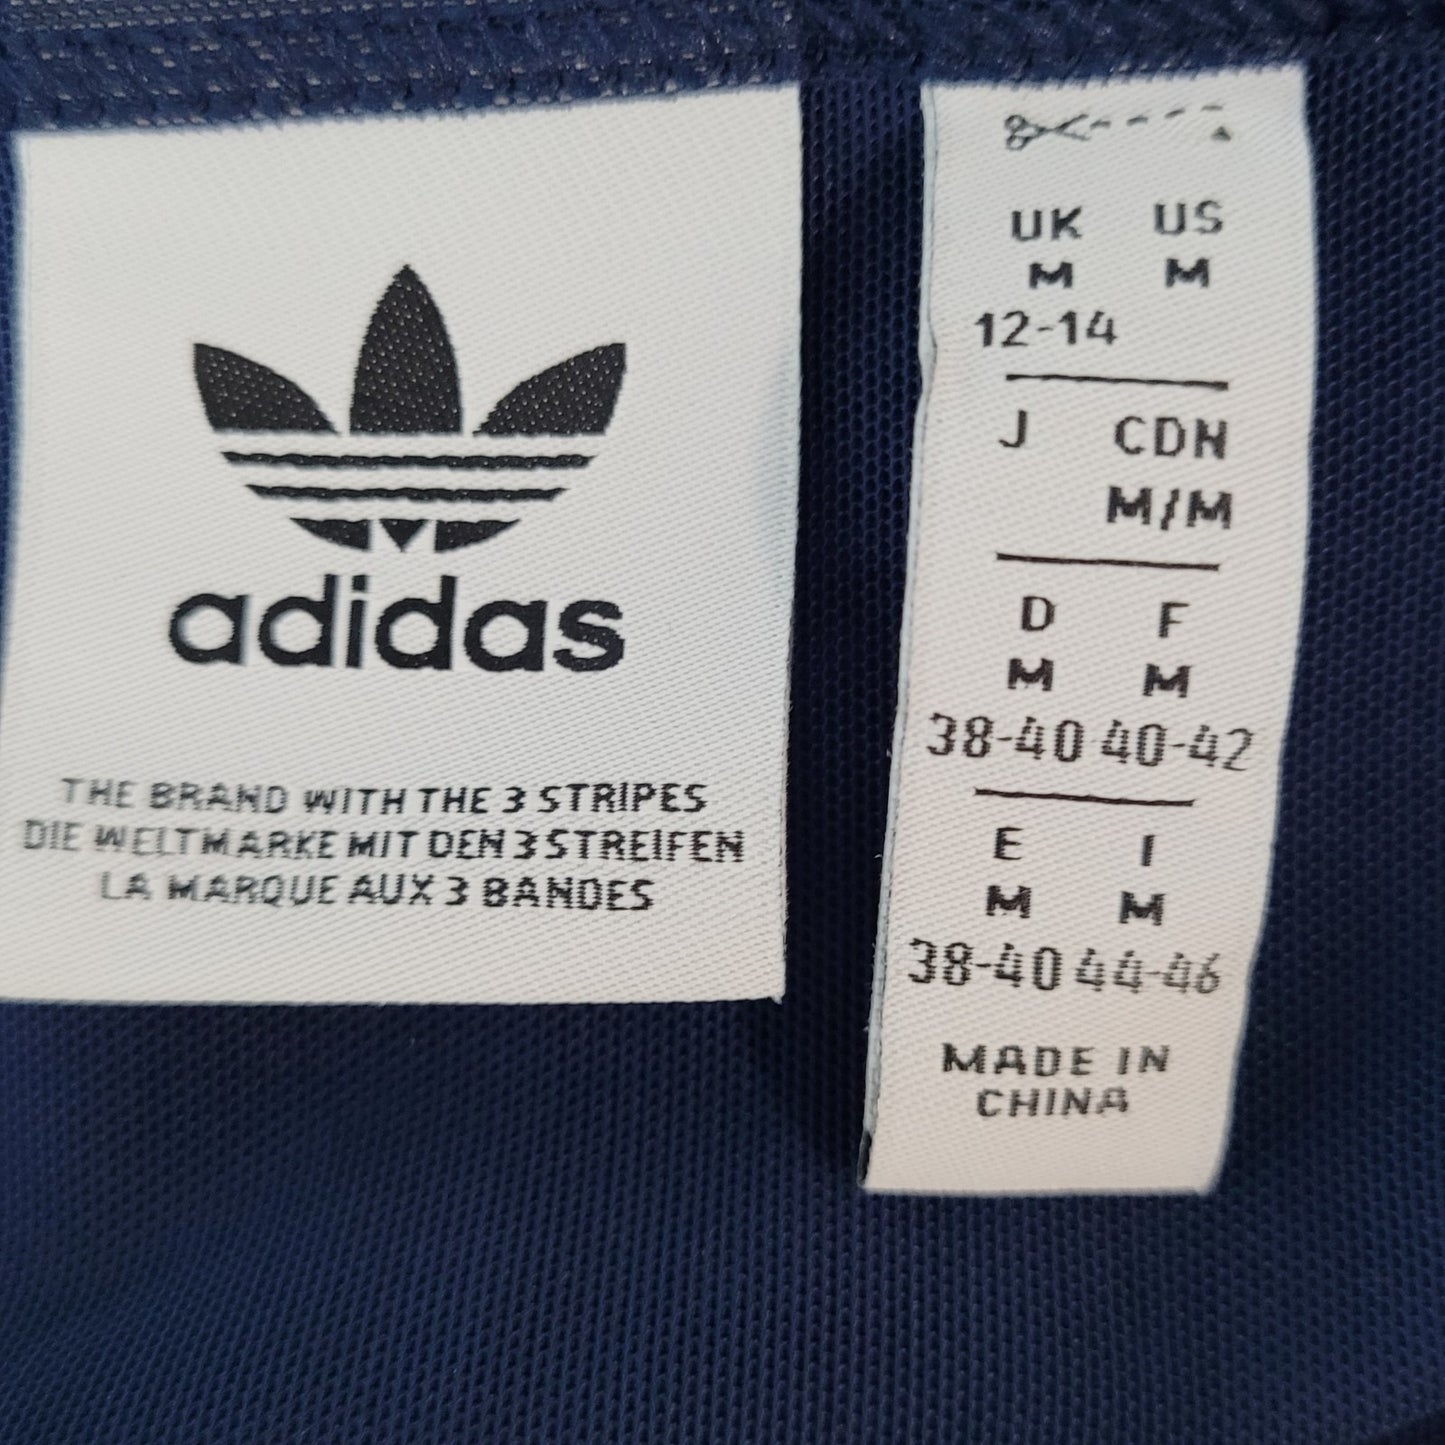 adidas
THE BRAND WITH THE 3 STRIPES
DIE WELTMARKE MIT DEN 3 STREIFEN
LA MARQUE AUX 3 BANDES
UK US
M M
12-14
J CDN
M/M
D F
M M
38-40 40-42
E I
M M
38-40 44-46
MADE IN
CHINA